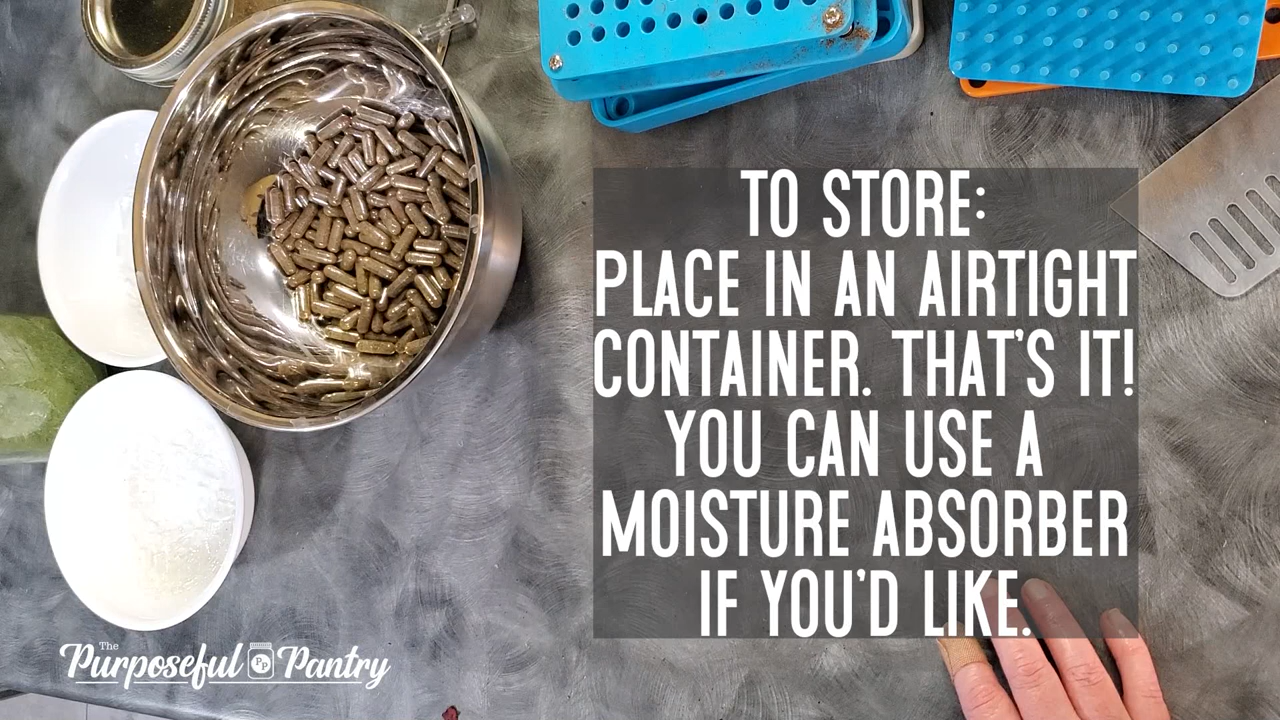 TO STORE:
PLACE IN AN AIRTIGHT
CONTAINER. THAT'S IT!
YOU CAN USE A
MOISTURE ABSORBER
IF YOU'D LIKE.
The
Purposeful PP Pantry